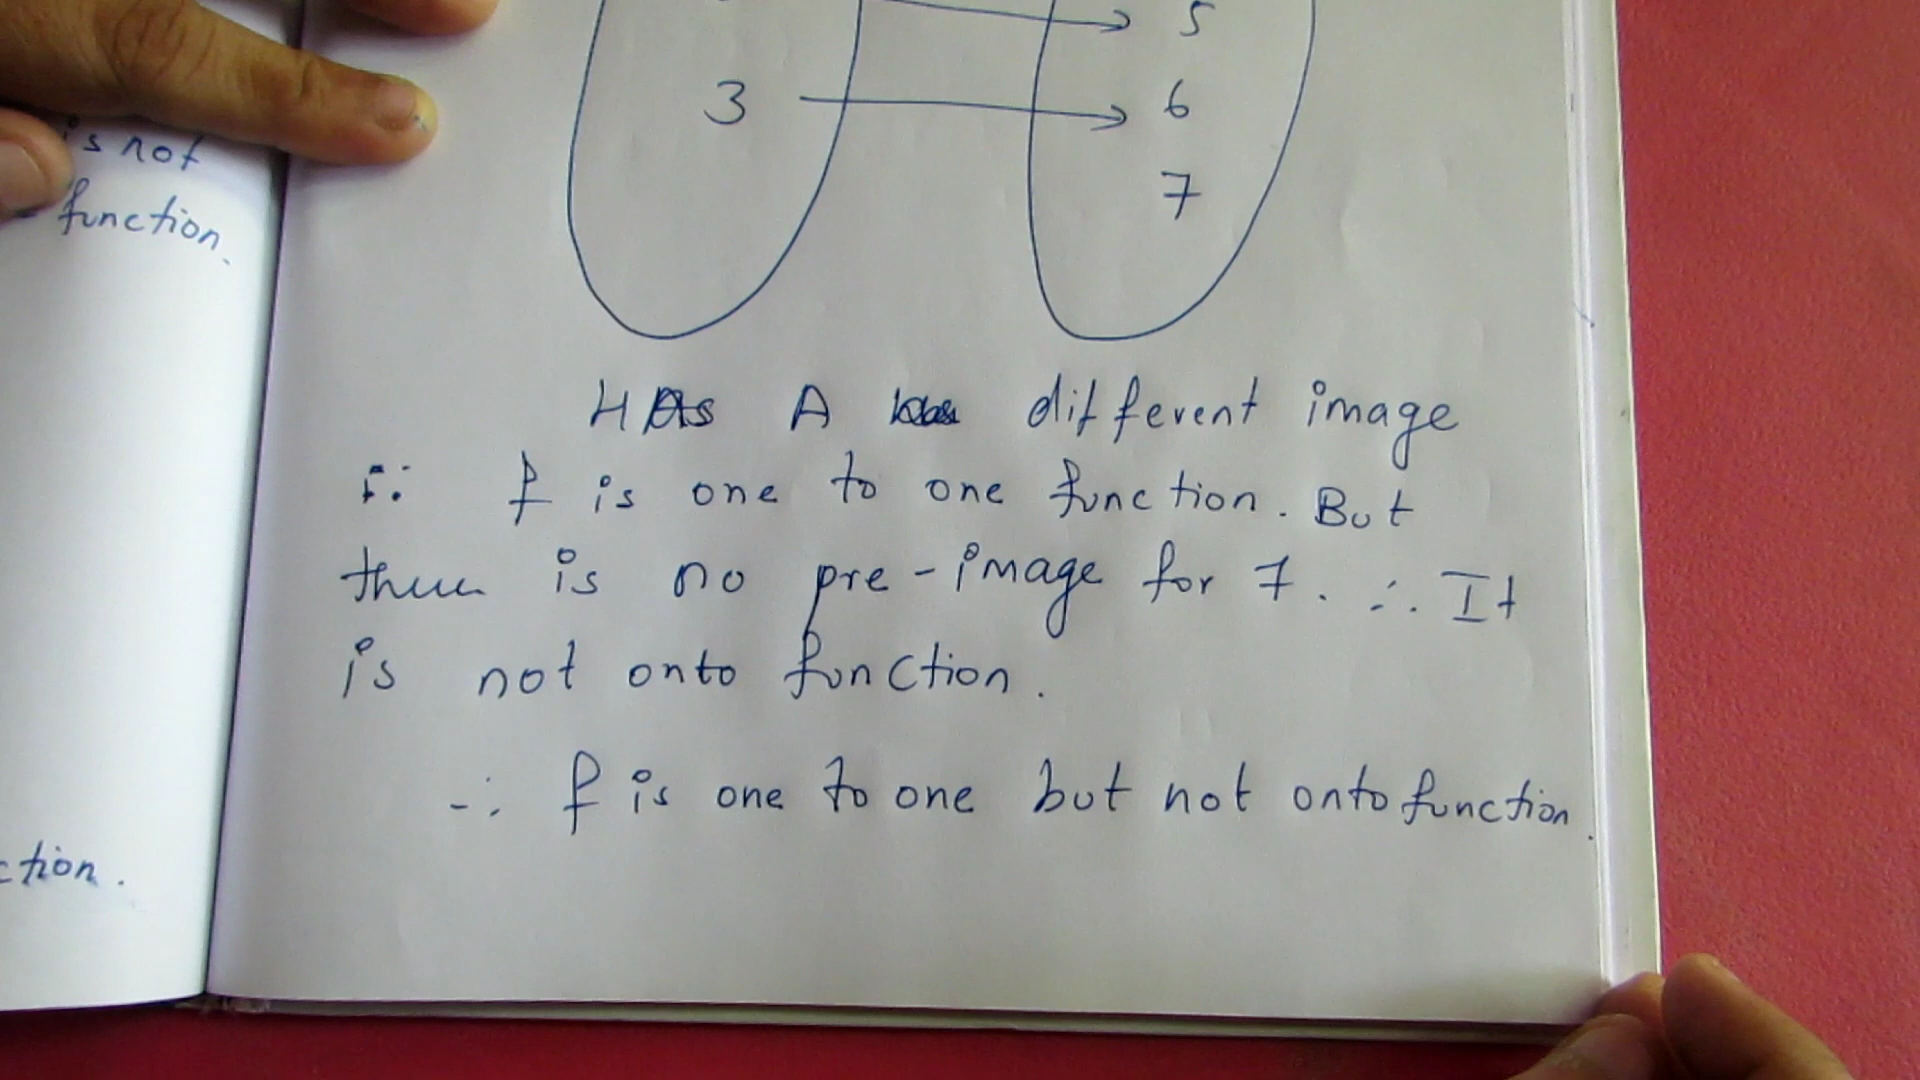 5
3 6
7
is not
function.
As A different image
∴ f is one to one function. But
there is no pre-image for 7. ∴ It
is not onto function.
∴ f is one to one but not onto function.
ction.